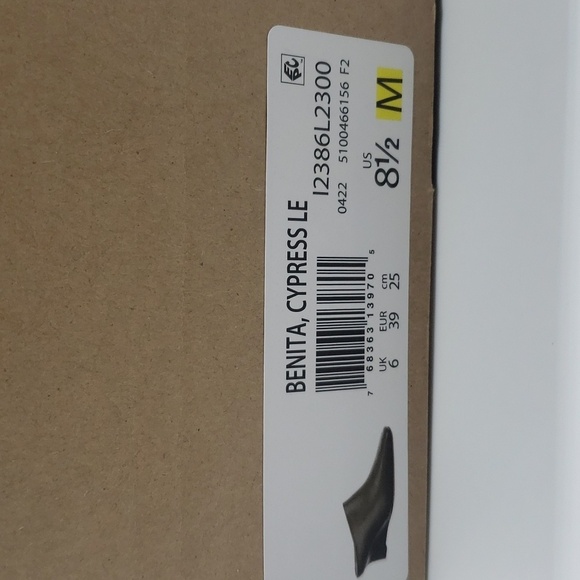 BENITA, CYPRESS LE
I2386L2300
0422 5100466156 F2
7 68363 13970 5
UK EUR cm
6 39 25
US
8½ M